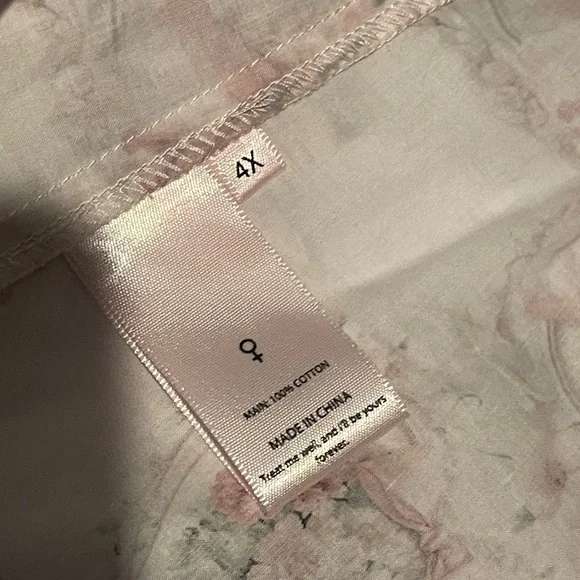 4X
♀
MAIN: 100% COTTON
MADE IN CHINA
Treat me well, and i'll be yours
forever.